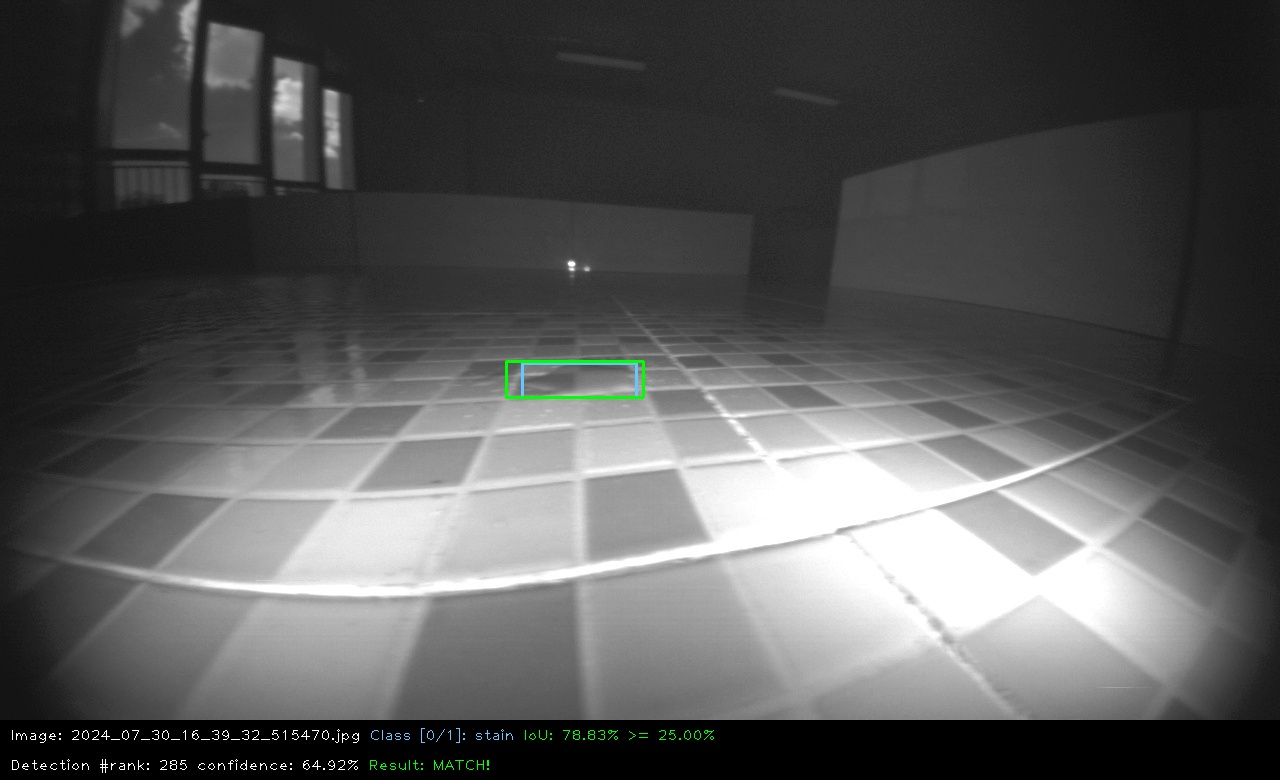 Image: 2024_07_30_16_39_32_515470.jpg Class [0/1]: stain IoU: 78.83% >= 25.00%
Detection #rank: 285 confidence: 64.92% Result: MATCH!